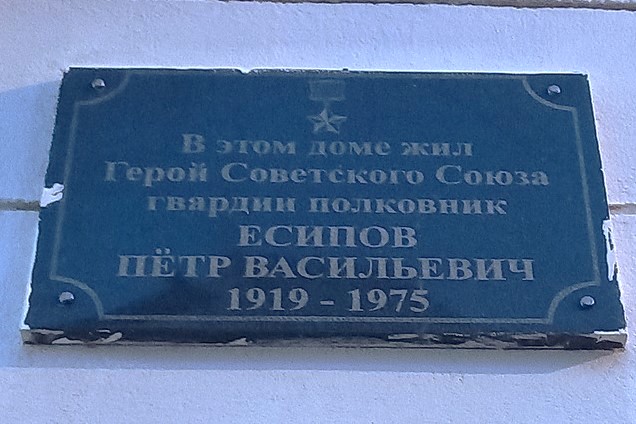 В этом доме жил
Герой Советского Союза
гвардии полковник
ЕСИПОВ
ПЁТР ВАСИЛЬЕВИЧ
1919 - 1975